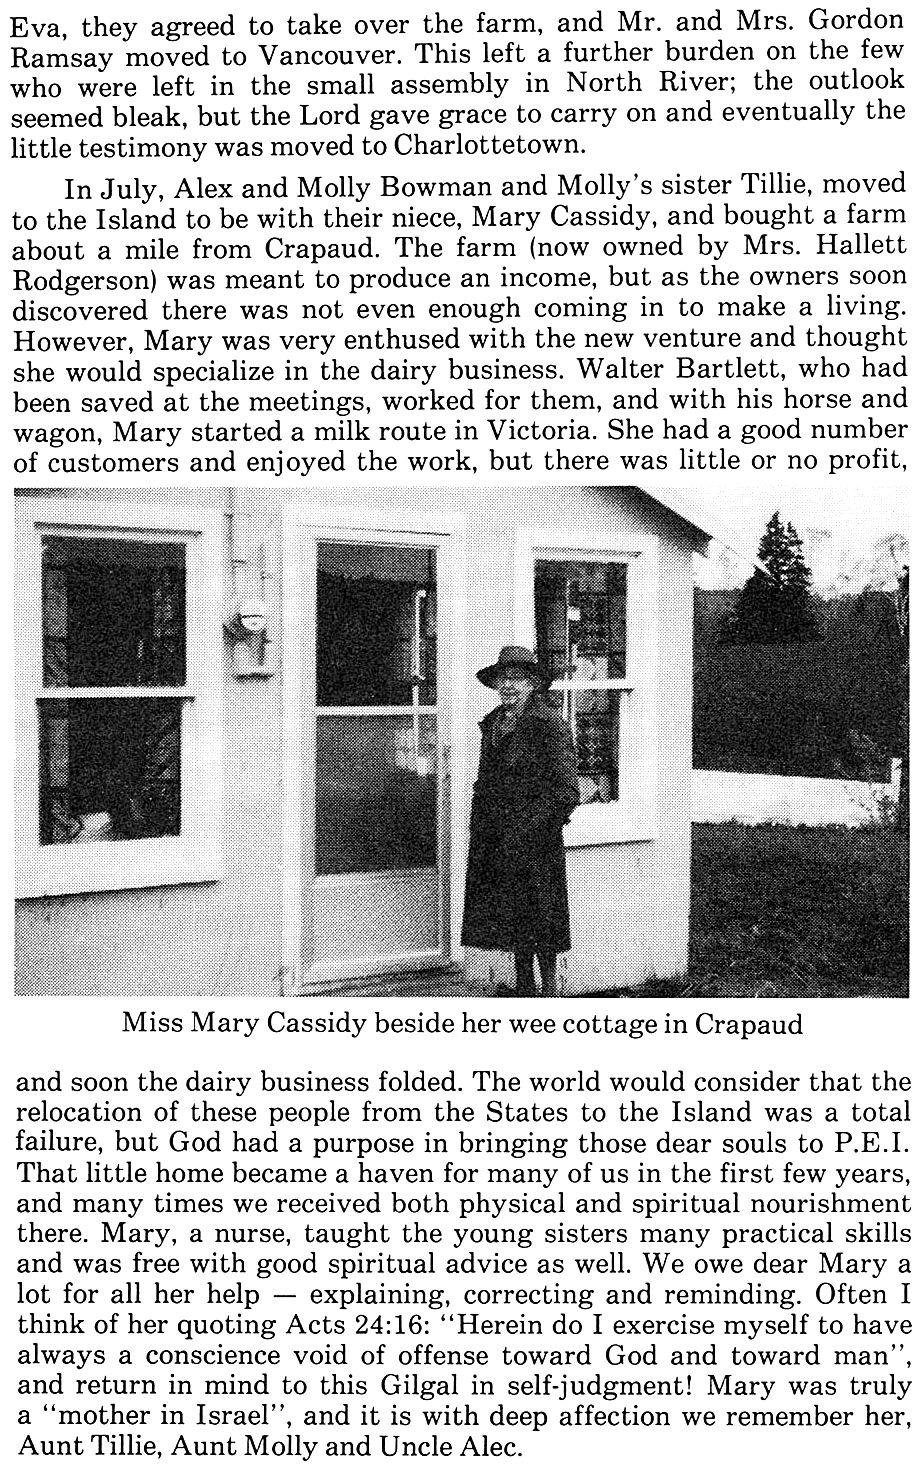 Eva, they agreed to take over the farm, and Mr. and Mrs. Gordon
Ramsay moved to Vancouver. This left a further burden on the few
who were left in the small assembly in North River; the outlook
seemed bleak, but the Lord gave grace to carry on and eventually the
little testimony was moved to Charlottetown.
In July, Alex and Molly Bowman and Molly's sister Tillie, moved
to the Island to be with their niece, Mary Cassidy, and bought a farm
about a mile from Crapaud. The farm (now owned by Mrs. Hallett
Rodgerson) was meant to produce an income, but as the owners soon
discovered there was not even enough coming in to make a living.
However, Mary was very enthused with the new venture and thought
she would specialize in the dairy business. Walter Bartlett, who had
been saved at the meetings, worked for them, and with his horse and
wagon, Mary started a milk route in Victoria. She had a good number
of customers and enjoyed the work, but there was little or no profit,
Miss Mary Cassidy beside her wee cottage in Crapaud
and soon the dairy business folded. The world would consider that the
relocation of these people from the States to the Island was a total
failure, but God had a purpose in bringing those dear souls to P.E.I.
That little home became a haven for many of us in the first few years,
and many times we received both physical and spiritual nourishment
there. Mary, a nurse, taught the young sisters many practical skills
and was free with good spiritual advice as well. We owe dear Mary a
lot for all her help — explaining, correcting and reminding. Often I
think of her quoting Acts 24:16: "Herein do I exercise myself to have
always a conscience void of offense toward God and toward man",
and return in mind to this Gilgal in self-judgment! Mary was truly
a "mother in Israel", and it is with deep affection we remember her,
Aunt Tillie, Aunt Molly and Uncle Alec.